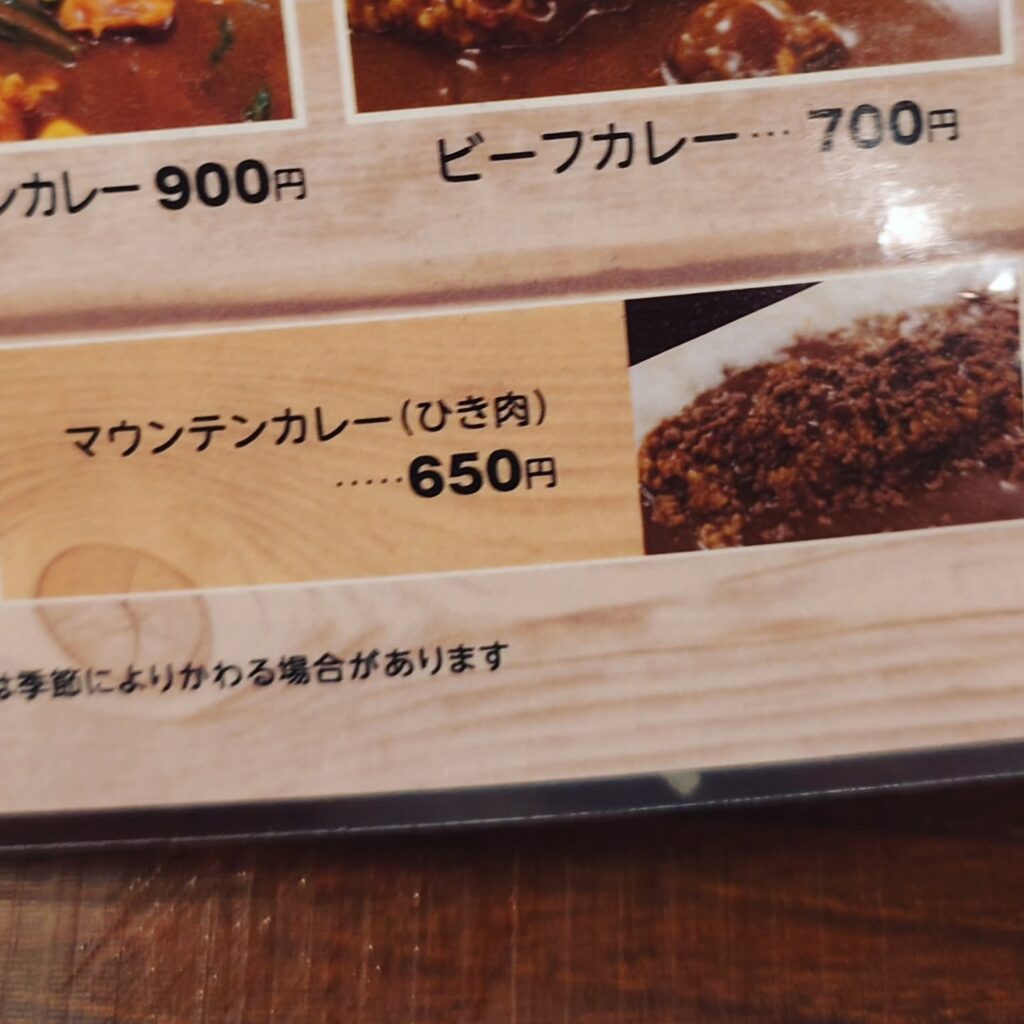 ンカレー 900円
ビーフカレー… 700円
マウンテンカレー(ひき肉)
.....650円
は季節によりかわる場合があります